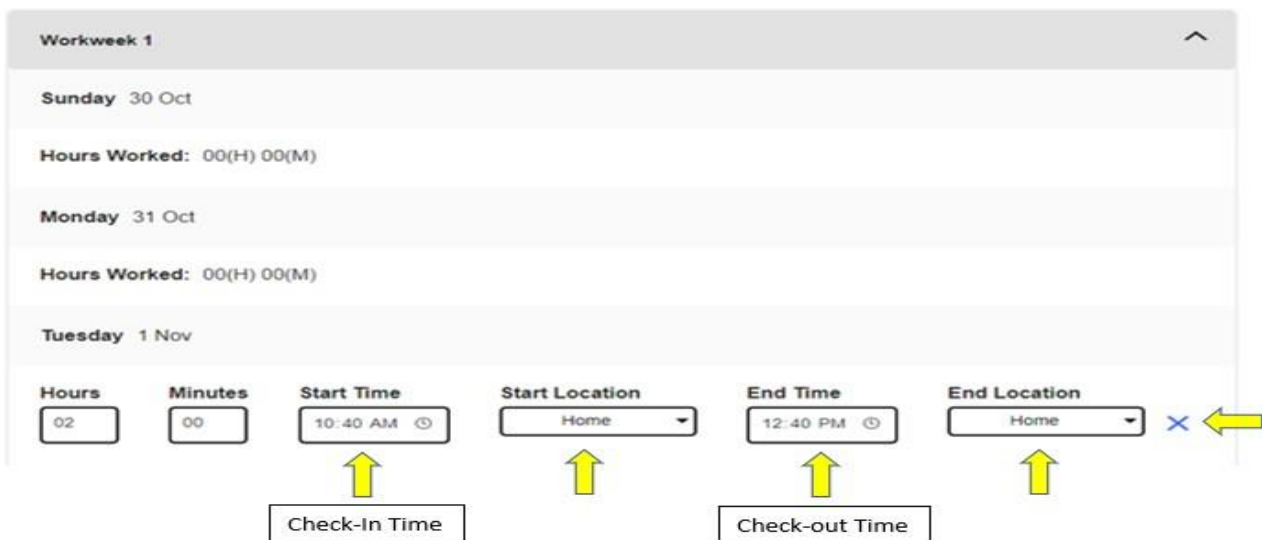 Workweek 1
Sunday 30 Oct
Hours Worked: 00(H) 00(M)
Monday 31 Oct
Hours Worked: 00(H) 00(M)
Tuesday 1 Nov
Hours Minutes Start Time Start Location End Time End Location
02 00 10:40 AM Home 12:40 PM Home
Check-In Time Check-out Time